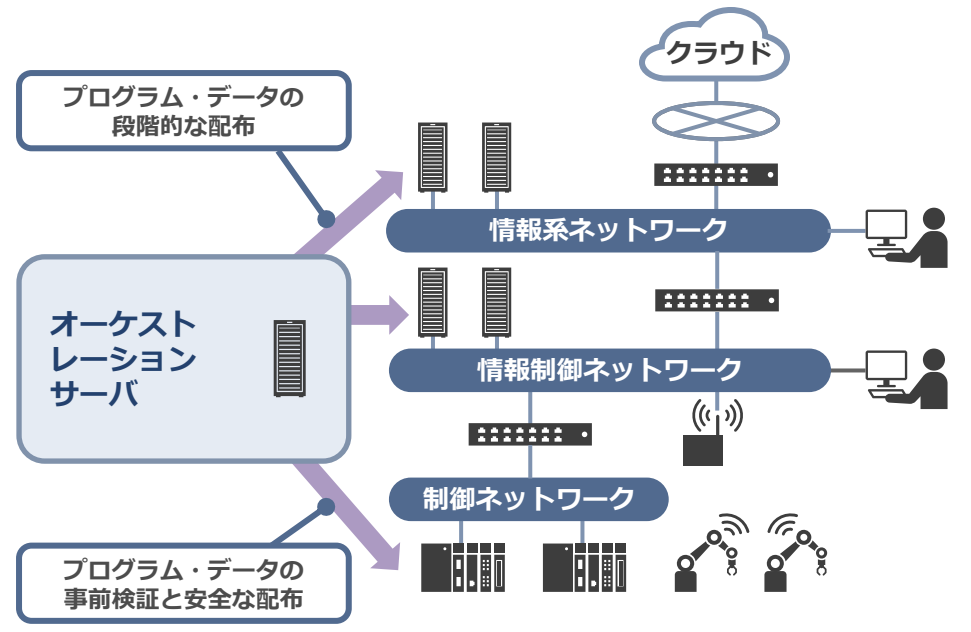 クラウド
プログラム・データの
段階的な配布
情報系ネットワーク
オーケスト
レーション
サーバ
情報制御ネットワーク
制御ネットワーク
プログラム・データの
事前検証と安全な配布